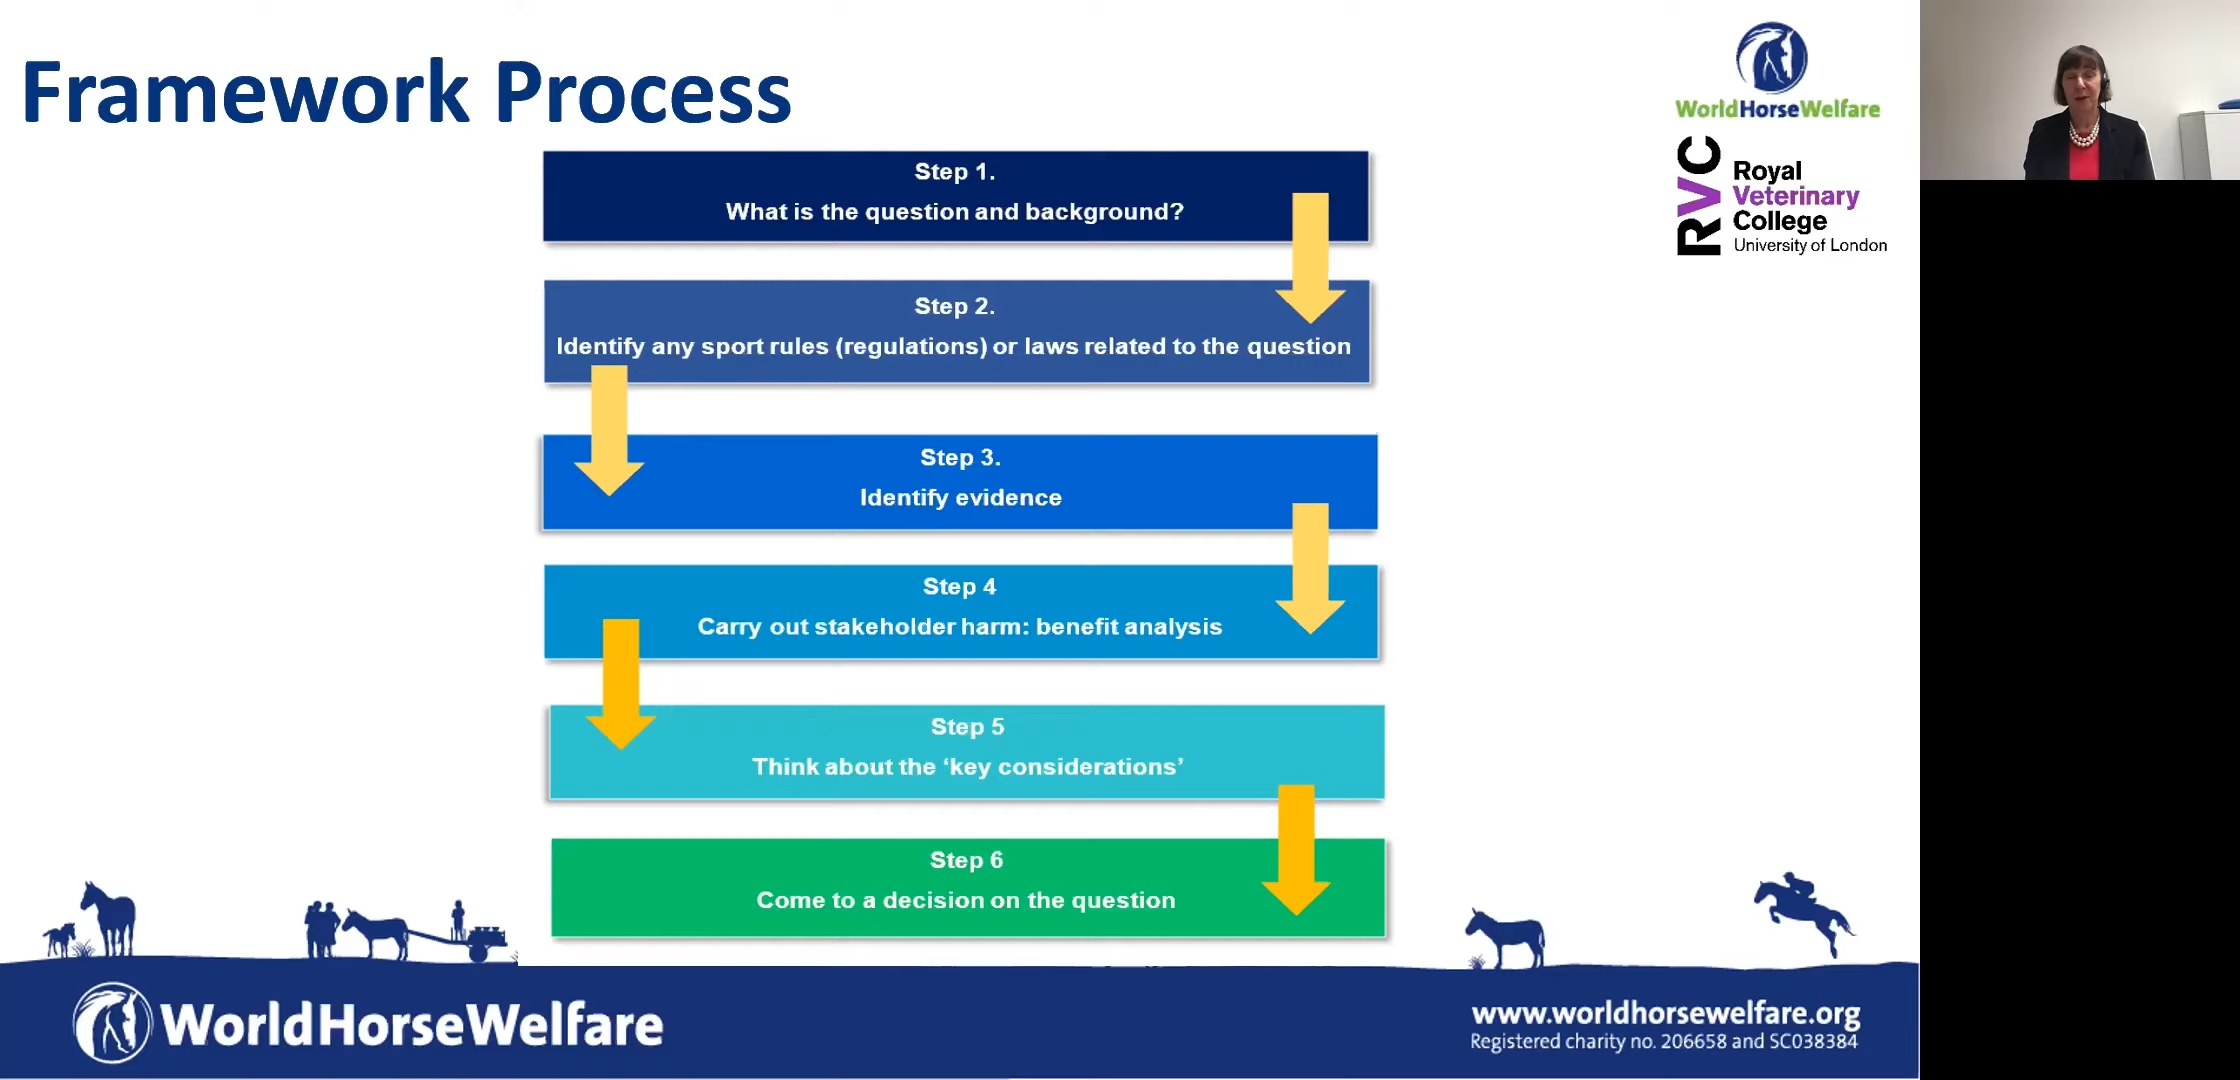 Framework Process
WorldHorseWelfare
RVC
Royal
Veterinary
College
University of London
Step 1.
What is the question and background?
Step 2.
Identify any sport rules (regulations) or laws related to the question
Step 3.
Identify evidence
Step 4
Carry out stakeholder harm: benefit analysis
Step 5
Think about the ‘key considerations’
Step 6
Come to a decision on the question
WorldHorseWelfare
www.worldhorsewelfare.org
Registered charity no. 206658 and SC038384